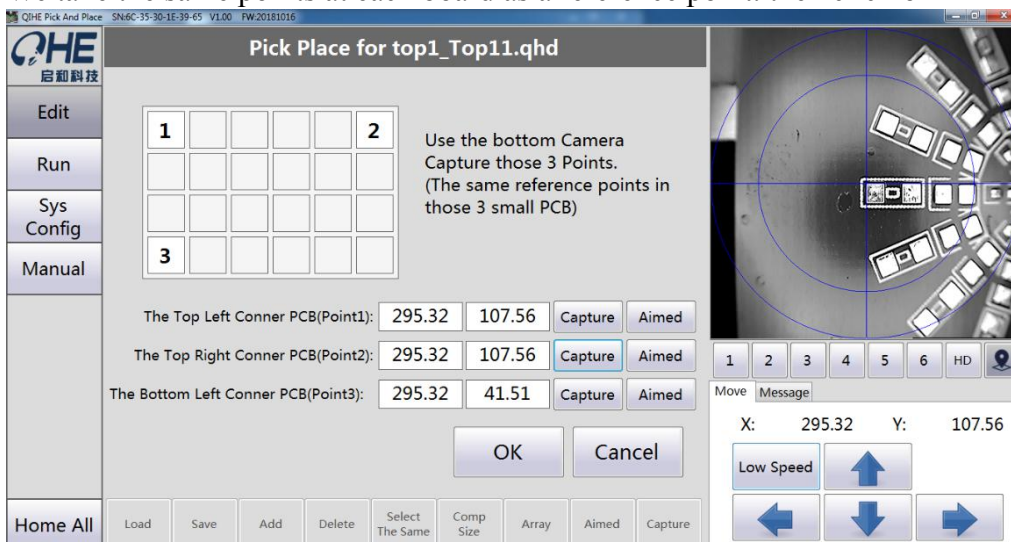 QIHE Pick And Place SN:6C-35-30-1E-39-65 V1.00 FW:20181016
QHE
启和科技
Pick Place for top1_Top11.qhd
Edit
Run
Sys
Config
Manual
Home All
1 2
3
Use the bottom Camera
Capture those 3 Points.
(The same reference points in
those 3 small PCB)
The Top Left Conner PCB(Point1): 295.32 107.56 Capture Aimed
The Top Right Conner PCB(Point2): 295.32 107.56 Capture Aimed
The Bottom Left Conner PCB(Point3): 295.32 41.51 Capture Aimed
OK Cancel
Load Save Add Delete Select The Same Comp Size Array Aimed Capture
1 2 3 4 5 6 HD
Move Message
X: 295.32 Y: 107.56
Low Speed